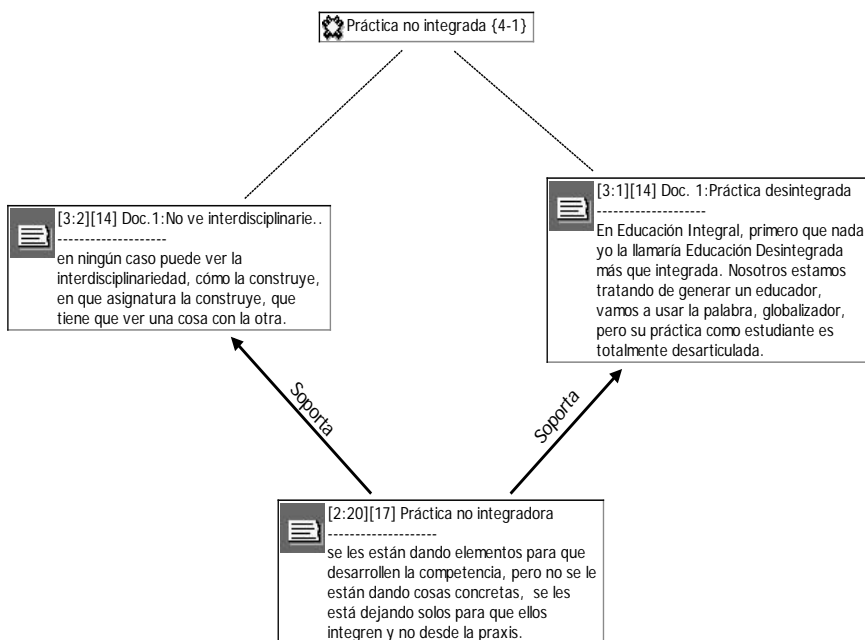 Práctica no integrada {4-1}
[3:2][14] Doc.1:No ve interdisciplinarie..
--------------------
en ningún caso puede ver la
interdisciplinariedad, cómo la construye,
en que asignatura la construye, que
tiene que ver una cosa con la otra.
[3:1][14] Doc. 1:Práctica desintegrada
--------------------
En Educación Integral, primero que nada
yo la llamaría Educación Desintegrada
más que integrada. Nosotros estamos
tratando de generar un educador,
vamos a usar la palabra, globalizador,
pero su práctica como estudiante es
totalmente desarticulada.
Soporta
Soporta
[2:20][17] Práctica no integradora
--------------------
se les están dando elementos para que
desarrollen la competencia, pero no se le
están dando cosas concretas, se les
está dejando solos para que ellos
integren y no desde la praxis.